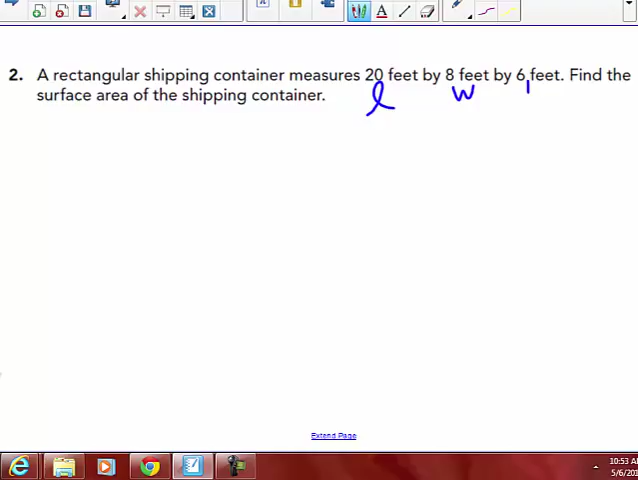 2. A rectangular shipping container measures 20 feet by 8 feet by 6 feet. Find the
surface area of the shipping container.
l w
Extend Page
10:53 A
5/6/201